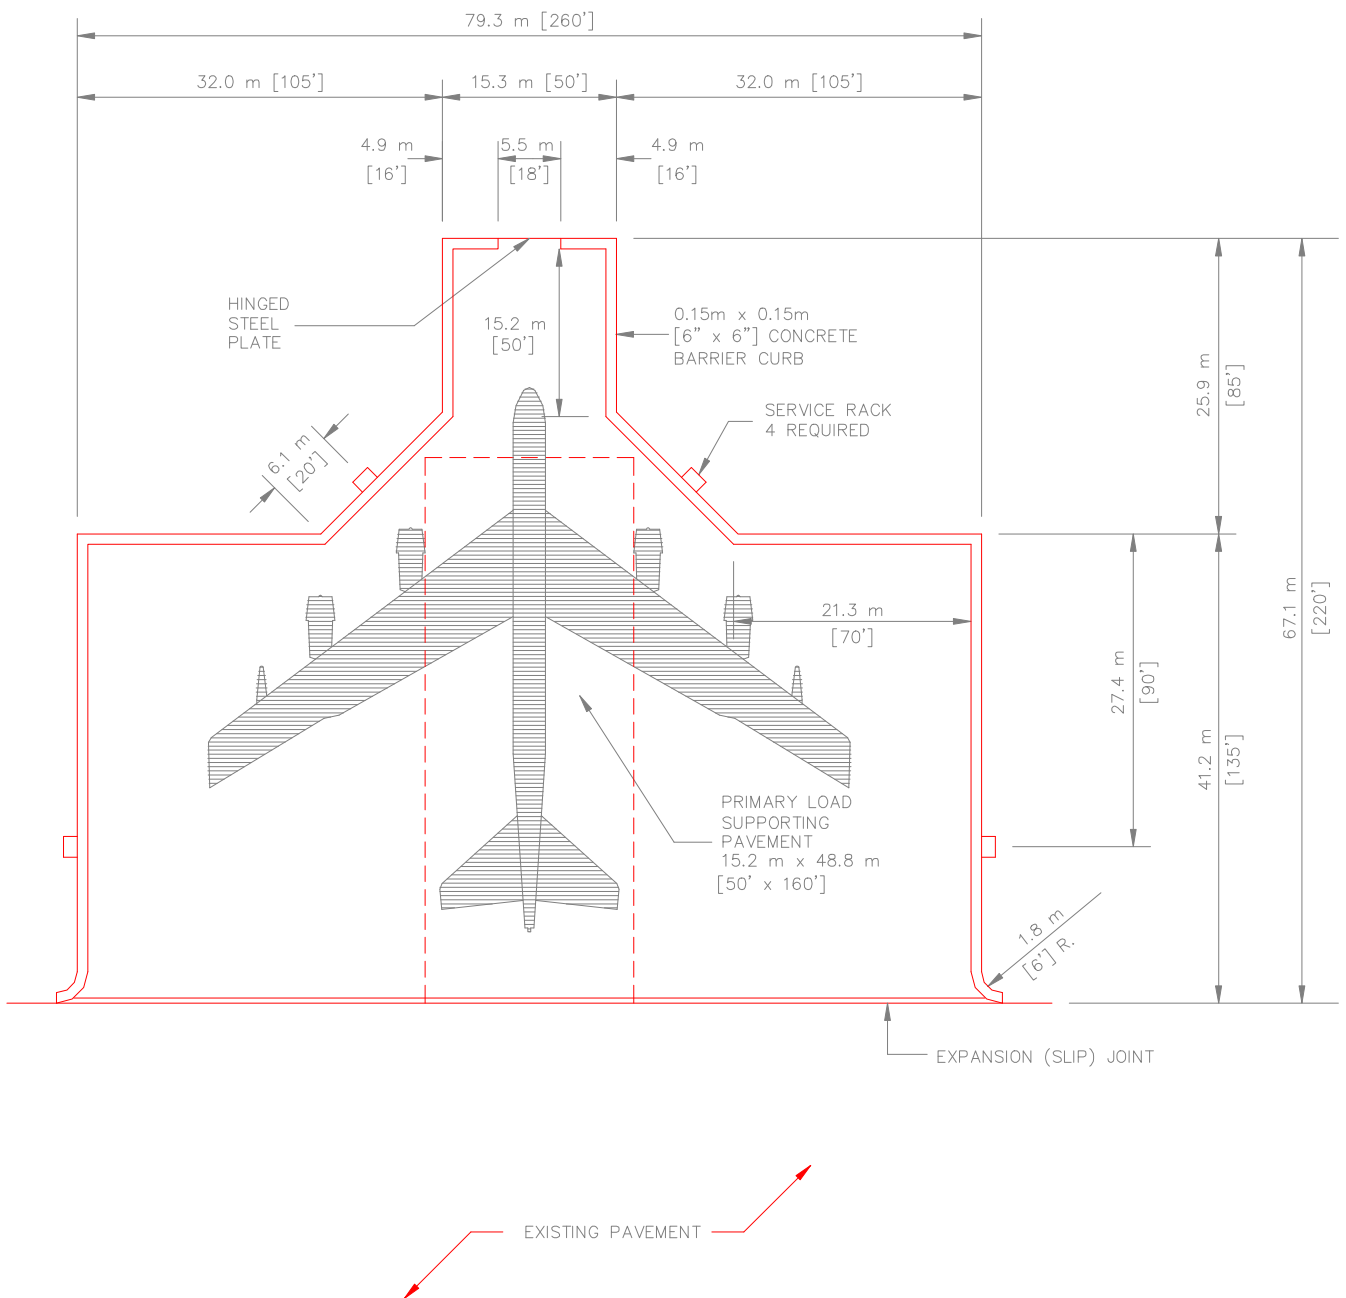 79.3 m [260']
32.0 m [105']
15.3 m [50']
32.0 m [105']
4.9 m
[16']
5.5 m
[18']
4.9 m
[16']
HINGED
STEEL
PLATE
15.2 m
[50']
0.15m x 0.15m
[6" x 6"] CONCRETE
BARRIER CURB
SERVICE RACK
4 REQUIRED
25.9 m
[85']
6.1 m
[20']
21.3 m
[70']
67.1 m
[220']
27.4 m
[90']
41.2 m
[135']
PRIMARY LOAD
SUPPORTING
PAVEMENT
15.2 m x 48.8 m
[50' x 160']
1.8 m
[6'] R.
EXPANSION (SLIP) JOINT
EXISTING PAVEMENT